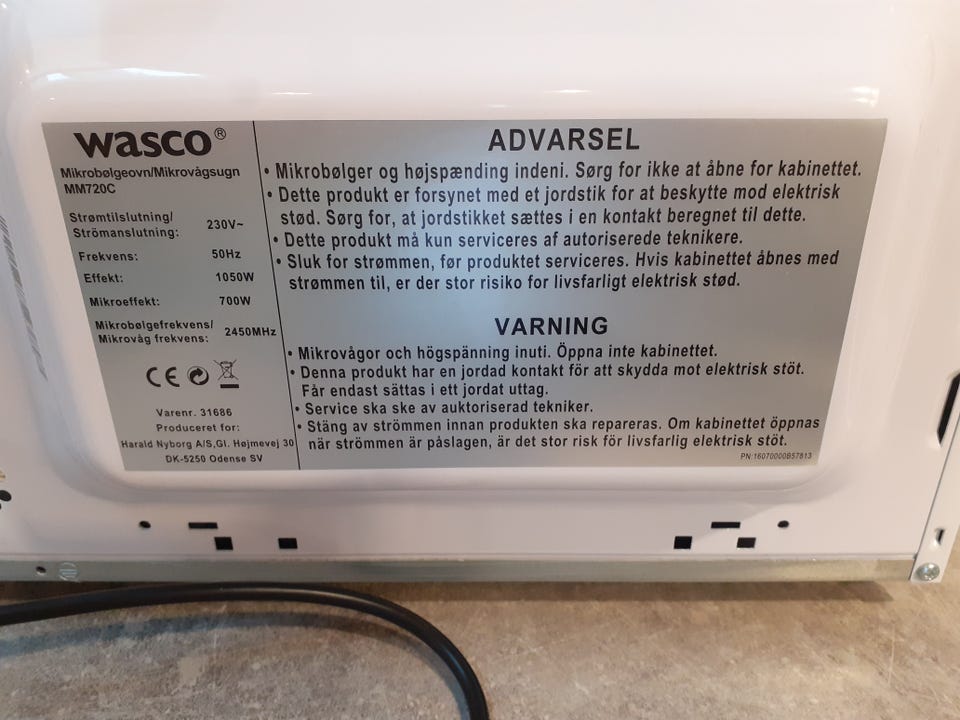 wasco®
Mikrobølgeovn/Mikrovågsugn
MM720C
Strømtilslutning/
Strömanslutning: 230V~
Frekvens: 50Hz
Effekt: 1050W
Mikroeffekt: 700W
Mikrobølgefrekvens/
Mikrovåg frekvens: 2450MHz
CE
Varenr. 31686
Produceret for:
Harald Nyborg A/S,Gl. Højmevej 30
DK-5250 Odense SV
ADVARSEL
• Mikrobølger og højspænding indeni. Sørg for ikke at åbne for kabinettet.
• Dette produkt er forsynet med et jordstik for at beskytte mod elektrisk
stød. Sørg for, at jordstikket sættes i en kontakt beregnet til dette.
• Dette produkt må kun serviceres af autoriserede teknikere.
• Sluk for strømmen, før produktet serviceres. Hvis kabinettet åbnes med
strømmen til, er der stor risiko for livsfarligt elektrisk stød.
VARNING
• Mikrovågor och högspänning inuti. Öppna inte kabinettet.
• Denna produkt har en jordad kontakt för att skydda mot elektrisk stöt.
Får endast sättas i ett jordat uttag.
• Service ska ske av auktoriserad tekniker.
• Stäng av strömmen innan produkten ska repareras. Om kabinettet öppnas
när strömmen är påslagen, är det stor risk för livsfarlig elektrisk stöt.
PN:16070000B57813